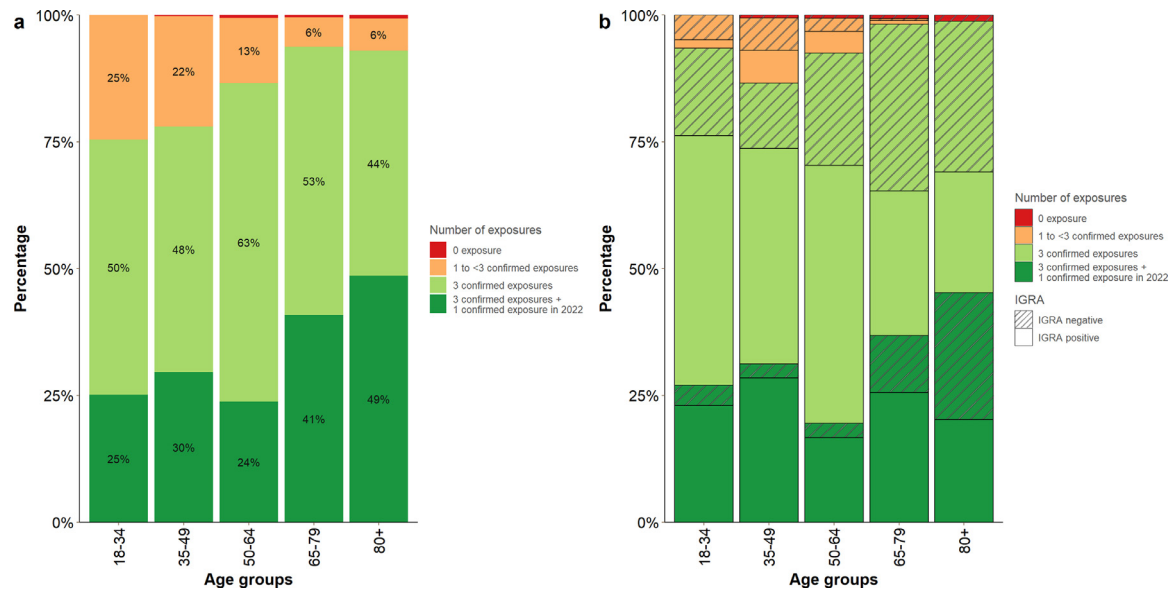 a
Percentage
100%
75%
50%
25%
0%
25%
50%
25%
22%
48%
30%
13%
63%
24%
6%
53%
41%
6%
44%
49%
18-34
35-49
50-64
65-79
80+
Age groups
Number of exposures
0 exposure
1 to <3 confirmed exposures
3 confirmed exposures
3 confirmed exposures +
1 confirmed exposure in 2022
b
Percentage
100%
75%
50%
25%
0%
18-34
35-49
50-64
65-79
80+
Age groups
Number of exposures
0 exposure
1 to <3 confirmed exposures
3 confirmed exposures
3 confirmed exposures +
1 confirmed exposure in 2022
IGRA
IGRA negative
IGRA positive